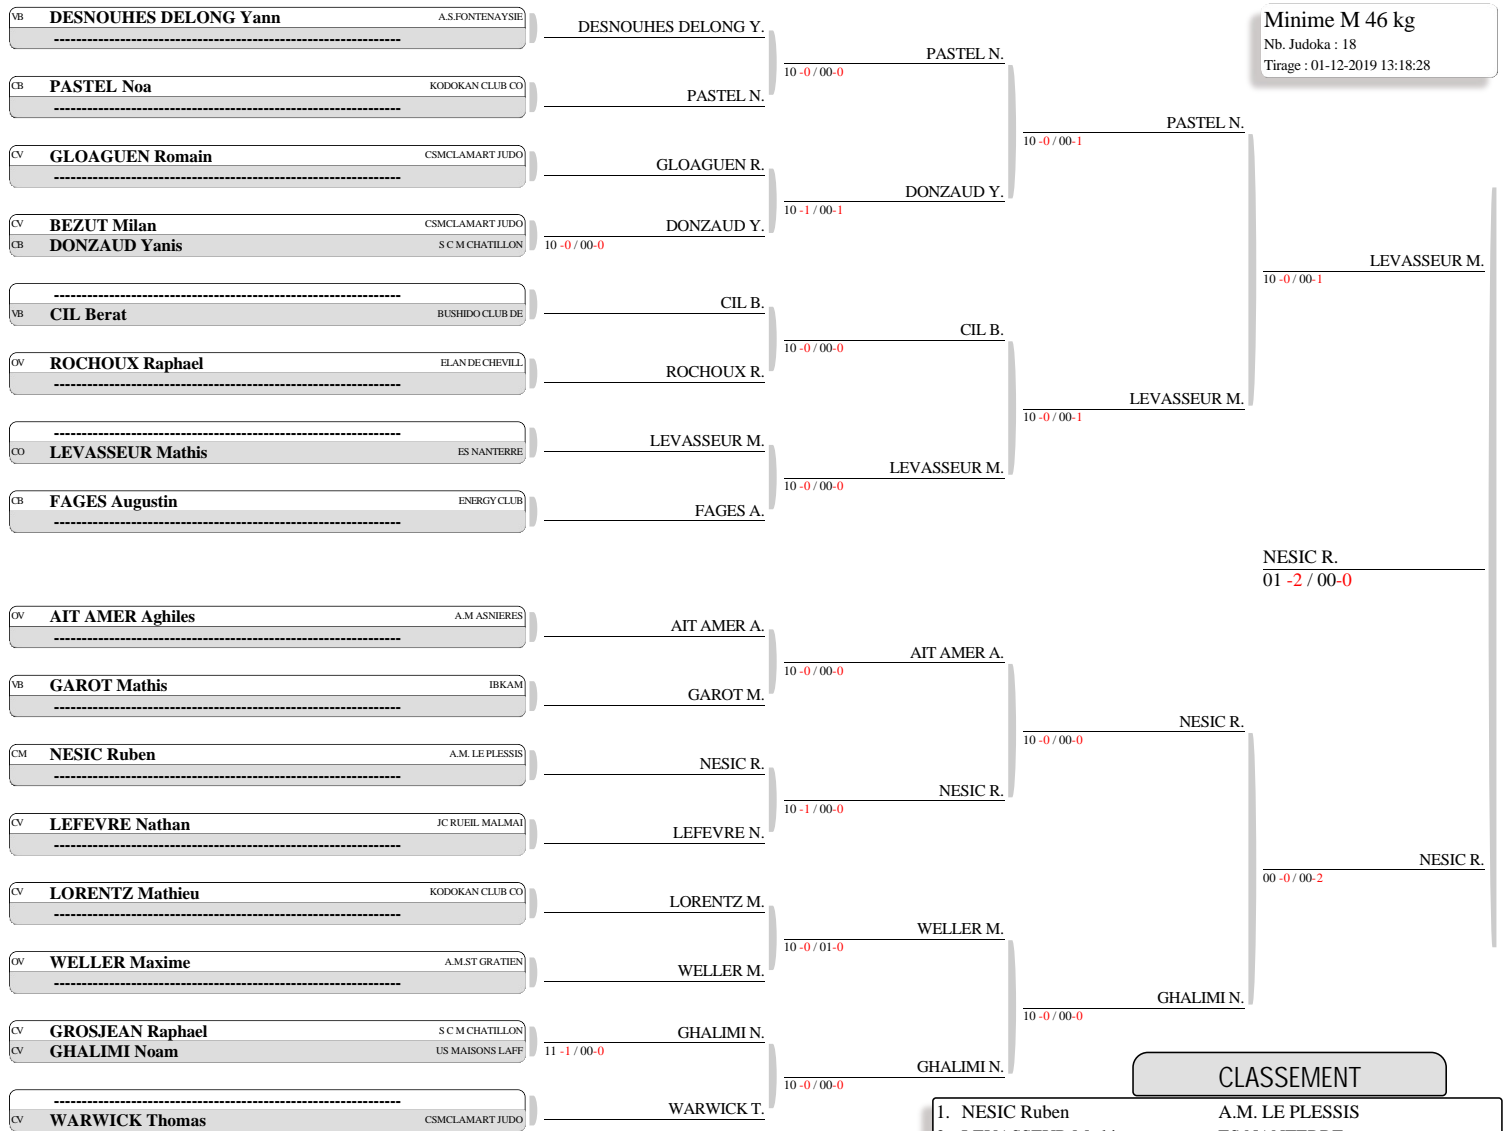 Minime M 46 kg
Nb. Judoka : 18
Tirage : 01-12-2019 13:18:28
VB DESNOUHES DELONG Yann A.S.FONTENAYSIE
----------------------------------------------------------------
CB PASTEL Noa KODOKAN CLUB CO
----------------------------------------------------------------
CV GLOAGUEN Romain CSMCLAMART JUDO
----------------------------------------------------------------
CV BEZUT Milan CSMCLAMART JUDO
CB DONZAUD Yanis S C M CHATILLON
----------------------------------------------------------------
VB CIL Berat BUSHIDO CLUB DE
OV ROCHOUX Raphael ELAN DE CHEVILL
----------------------------------------------------------------
----------------------------------------------------------------
CO LEVASSEUR Mathis ES NANTERRE
CB FAGES Augustin ENERGY CLUB
----------------------------------------------------------------
OV AIT AMER Aghiles A.M ASNIERES
----------------------------------------------------------------
VB GAROT Mathis IBKAM
----------------------------------------------------------------
CM NESIC Ruben A.M. LE PLESSIS
----------------------------------------------------------------
CV LEFEVRE Nathan JC RUEIL MALMAI
----------------------------------------------------------------
CV LORENTZ Mathieu KODOKAN CLUB CO
----------------------------------------------------------------
OV WELLER Maxime A.M.ST GRATIEN
----------------------------------------------------------------
CV GROSJEAN Raphael S C M CHATILLON
CV GHALIMI Noam US MAISONS LAFF
----------------------------------------------------------------
CV WARWICK Thomas CSMCLAMART JUDO
DESNOUHES DELONG Y.
PASTEL N.
GLOAGUEN R.
DONZAUD Y.
10 -0 / 00-0
CIL B.
ROCHOUX R.
LEVASSEUR M.
FAGES A.
AIT AMER A.
GAROT M.
NESIC R.
LEFEVRE N.
LORENTZ M.
WELLER M.
GHALIMI N.
11 -1 / 00-0
WARWICK T.
PASTEL N.
10 -0 / 00-0
DONZAUD Y.
10 -1 / 00-1
CIL B.
10 -0 / 00-0
LEVASSEUR M.
10 -0 / 00-0
AIT AMER A.
10 -0 / 00-0
NESIC R.
10 -1 / 00-0
WELLER M.
10 -0 / 01-0
GHALIMI N.
10 -0 / 00-0
PASTEL N.
10 -0 / 00-1
LEVASSEUR M.
10 -0 / 00-1
NESIC R.
10 -0 / 00-0
GHALIMI N.
10 -0 / 00-0
LEVASSEUR M.
10 -0 / 00-1
NESIC R.
00 -0 / 00-2
NESIC R.
01 -2 / 00-0
CLASSEMENT
1. NESIC Ruben A.M. LE PLESSIS